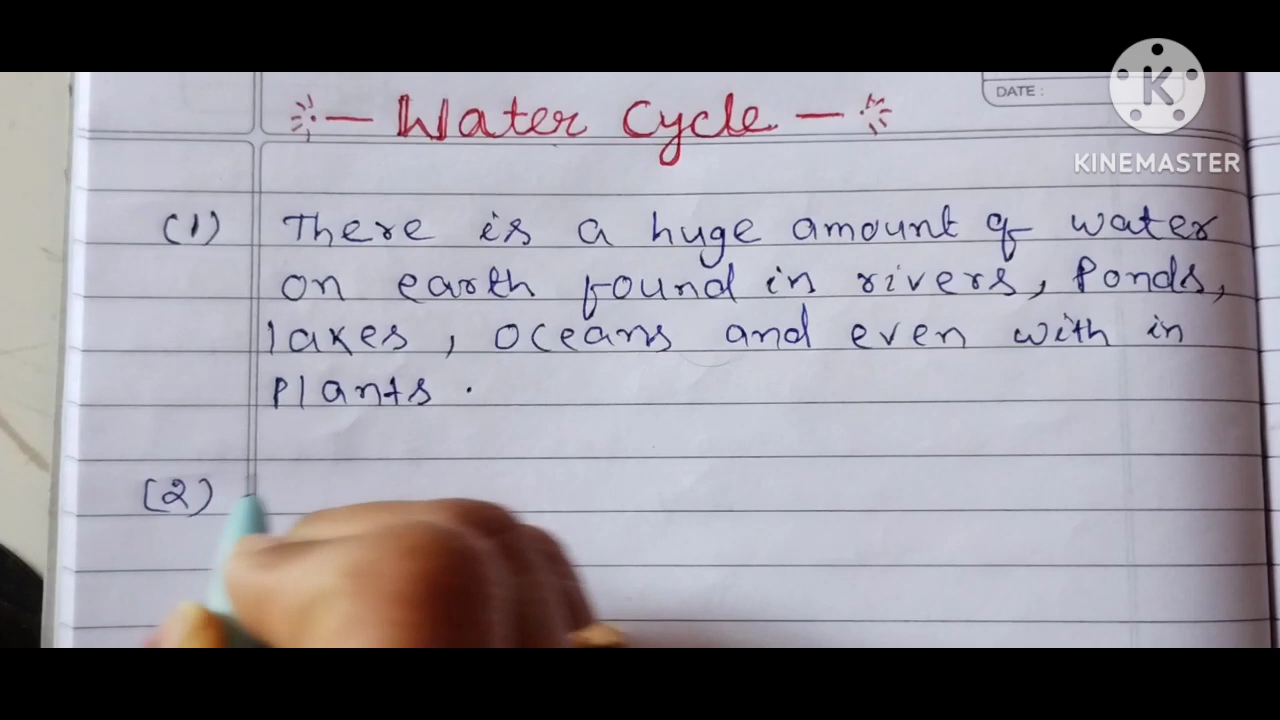 Water Cycle
DATE :
KINEMASTER
(1) There is a huge amount of water
on earth found in rivers, Ponds,
lakes, oceans and even with in
Plants.
(2)